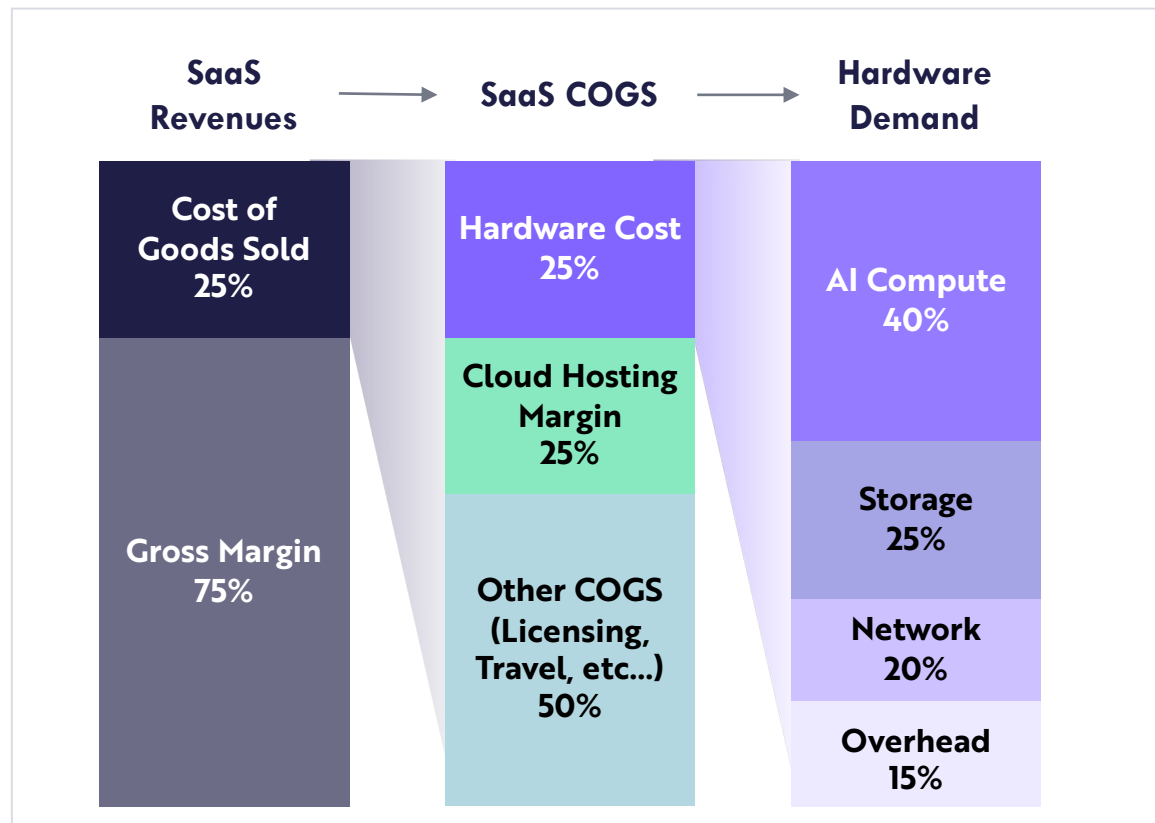 SaaS
Revenues
SaaS COGS
Hardware
Demand
Cost of
Goods Sold
25%
Gross Margin
75%
Hardware Cost
25%
Cloud Hosting
Margin
25%
Other COGS
(Licensing,
Travel, etc...)
50%
AI Compute
40%
Storage
25%
Network
20%
Overhead
15%